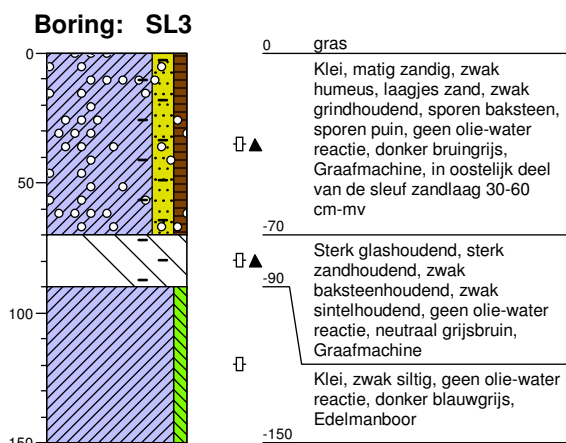 Boring: SL3
0
50
100
150
0 gras
Klei, matig zandig, zwak
humeus, laagjes zand, zwak
grindhoudend, sporen baksteen,
sporen puin, geen olie-water
reactie, donker bruingrijs,
Graafmachine, in oostelijk deel
van de sleuf zandlaag 30-60
cm-mv
-70
Sterk glashoudend, sterk
zandhoudend, zwak
baksteenhoudend, zwak
sintelhoudend, geen olie-water
reactie, neutraal grijsbruin,
Graafmachine
-90
Klei, zwak siltig, geen olie-water
reactie, donker blauwgrijs,
Edelmanboor
-150